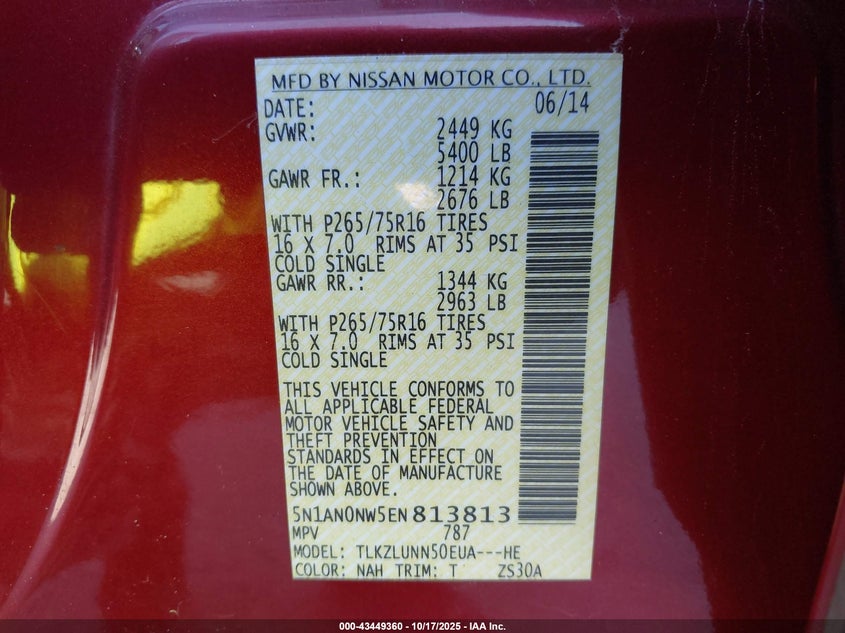 MFD BY NISSAN MOTOR CO., LTD.
DATE: 06/14
GVWR: 2449 KG
5400 LB
GAWR FR.: 1214 KG
2676 LB
WITH P265/75R16 TIRES
16 X 7.0 RIMS AT 35 PSI
COLD SINGLE
GAWR RR.: 1344 KG
2963 LB
WITH P265/75R16 TIRES
16 X 7.0 RIMS AT 35 PSI
COLD SINGLE
THIS VEHICLE CONFORMS TO
ALL APPLICABLE FEDERAL
MOTOR VEHICLE SAFETY AND
THEFT PREVENTION
STANDARDS IN EFFECT ON
THE DATE OF MANUFACTURE
SHOWN ABOVE.
5N1AN0NW5EN813813
MPV 787
MODEL: TLKZLUNN50EUA---HE
COLOR: NAH TRIM: T ZS30A
000-43449360 - 10/17/2025 - IAA Inc.